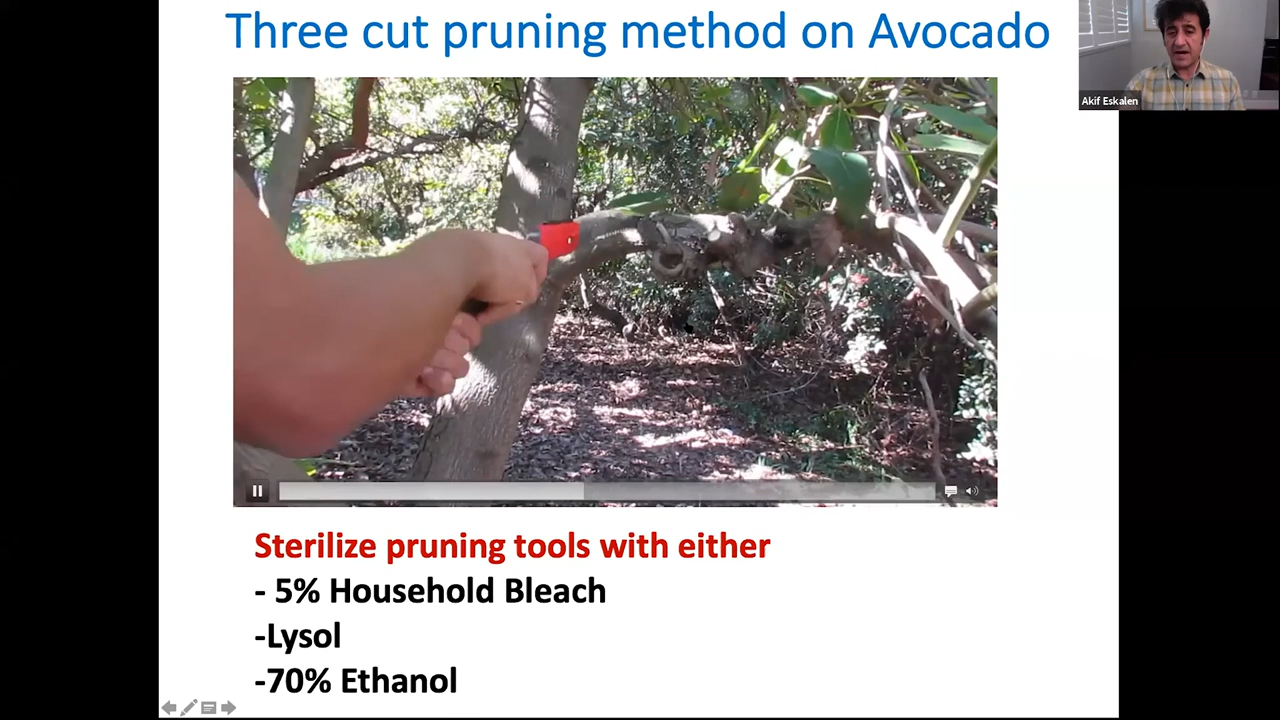 Three cut pruning method on Avocado
Akif Eskalen
Sterilize pruning tools with either
- 5% Household Bleach
-Lysol
-70% Ethanol